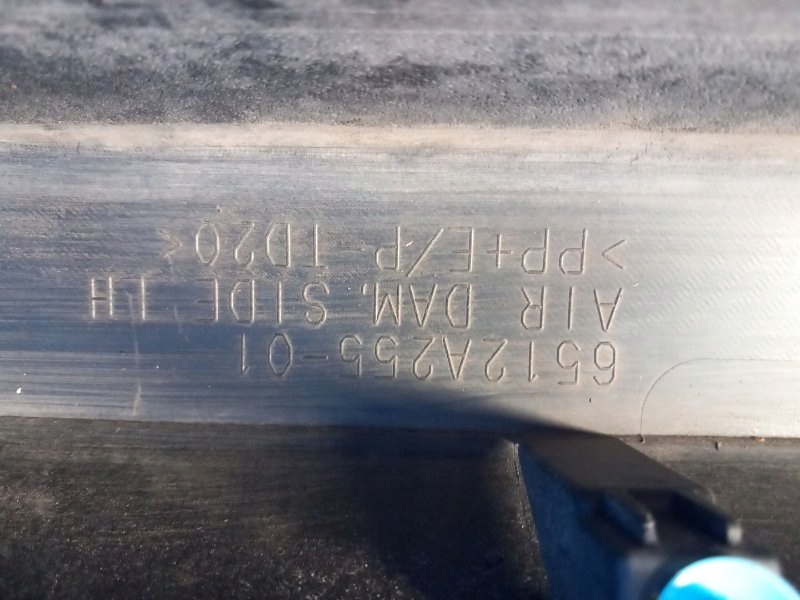 6512A255-01
AIR DAM, SIDE LH
>PP+E/P-TD20<